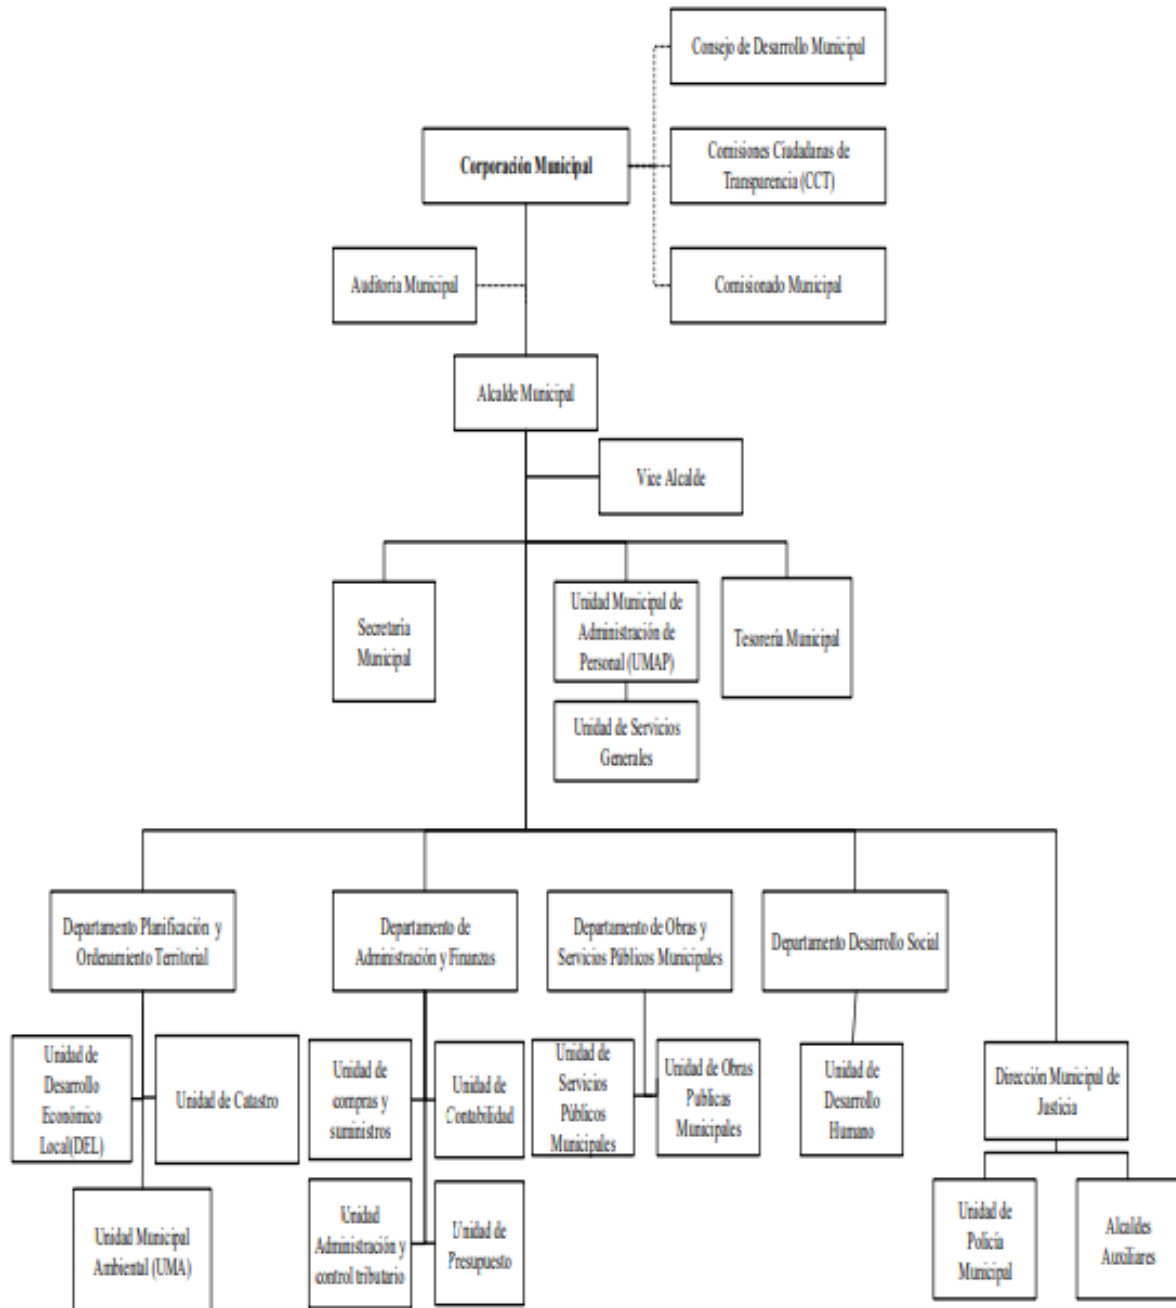 Consejo de Desarrollo Municipal
Corporación Municipal
Comisiones Ciudadanas de
Transparencia (CCT)
Auditoria Municipal
Comisionado Municipal
Alcalde Municipal
Vice Alcalde
Secretaria
Municipal
Unidad Municipal de
Administración de
Personal (UMAP)
Tesorería Municipal
Unidad de Servicios
Generales
Departamento Planificación y
Ordenamiento Territorial
Departamento de
Administración y Finanzas
Departamento de Obras y
Servicios Públicos Municipales
Departamento Desarrollo Social
Unidad de
Desarrollo
Económico
Local(DEL)
Unidad de Catastro
Unidad de
compras y
suministros
Unidad de
Contabilidad
Unidad de
Servicios
Públicos
Municipales
Unidad de Obras
Publicas
Municipales
Unidad de
Desarrollo
Humano
Dirección Municipal de
Justicia
Unidad Municipal
Ambiental (UMA)
Unidad
Administración y
control tributario
Unidad de
Presupuesto
Unidad de
Policía
Municipal
Alcaldes
Auxiliares